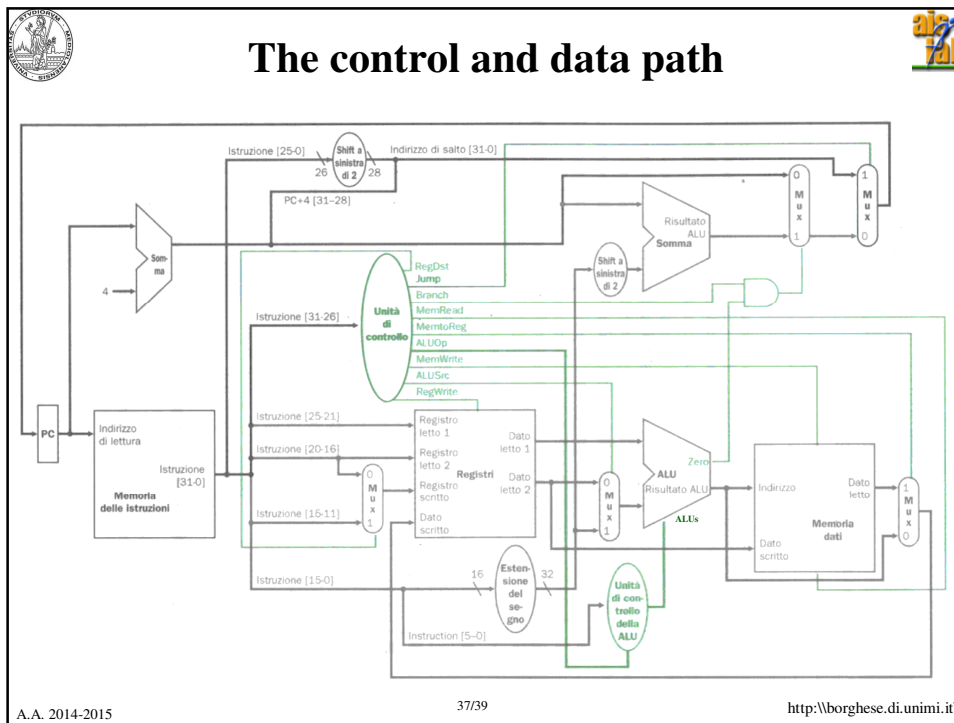 The control and data path
Istruzione [25-0]
26
Shift a
sinistra
di 2
28
Indirizzo di salto [31-0]
PC+4 [31-28]
Som-
ma
4
Risultato
ALU
Somma
Shift a
sinistra
di 2
0
M
u
x
1
1
M
u
x
0
RegDst
Jump
Branch
MemRead
MemtoReg
ALUOp
MemWrite
ALUSrc
RegWrite
Unità
di
controllo
Istruzione [31-26]
PC
Indirizzo
di lettura
Istruzione
[31-0]
Memoria
delle istruzioni
Istruzione [25-21]
Istruzione [20-16]
Istruzione [15-11]
0
M
u
x
1
Registro
letto 1
Registro
letto 2
Registro
scritto
Dato
scritto
Registri
Dato
letto 1
Dato
letto 2
0
M
u
x
1
ALU
Zero
Risultato ALU
ALUs
Indirizzo
Dato
scritto
Dato
letto
Memoria
dati
1
M
u
x
0
Istruzione [15-0]
16
Esten-
sione
del
se-
gno
32
Instruction [5-0]
Unità
di con-
trollo
della
ALU
A.A. 2014-2015
37/39
http:\\borghese.di.unimi.it